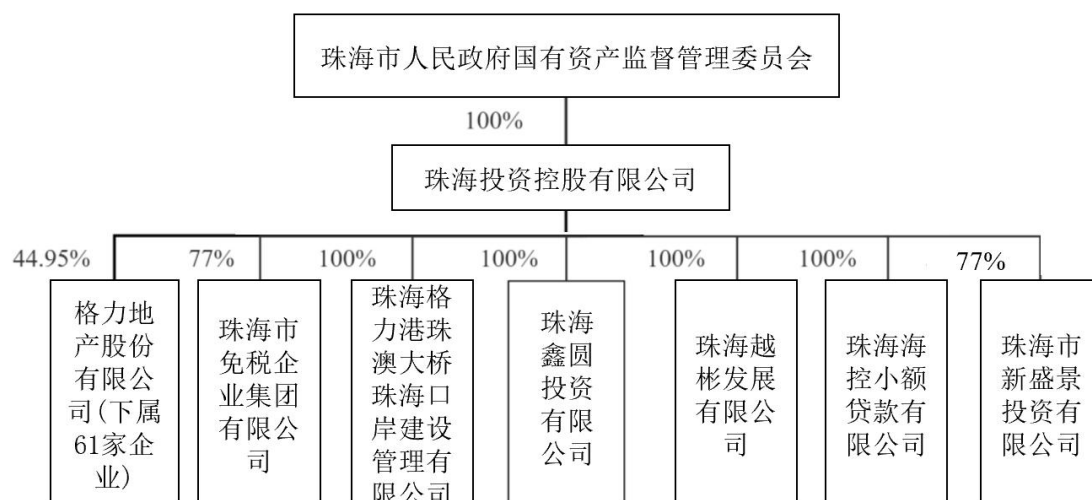 珠海市人民政府国有资产监督管理委员会
100%
珠海投资控股有限公司
44.95%
77%
100%
100%
100%
100%
77%
格力地
产股份
有限公
司(下属
61家企
业)
珠海市
免税企
业集团
有限公
司
珠海格
力港珠
澳大桥
珠海口
岸建设
管理有
限公司
珠海
鑫圆
投资
有限
公司
珠海越
彬发展
有限公
司
珠海海
控小额
贷款有
限公司
珠海市
新盛景
投资有
限公司